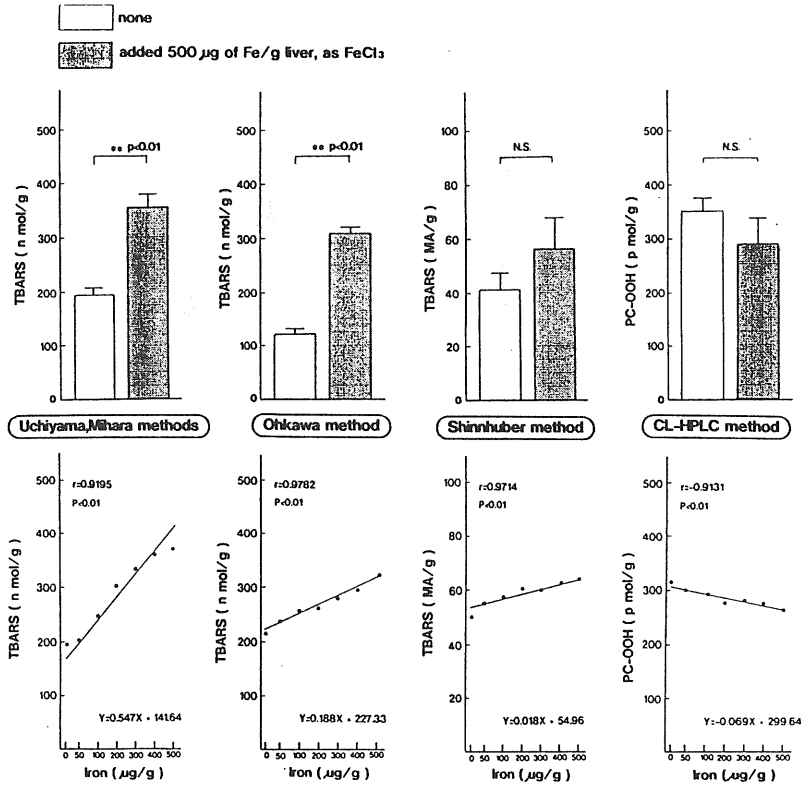 none
added 500 µg of Fe/g liver, as FeCl₃
500
400
300
200
100
0
TBARS ( n mol/g )
** p<0.01
500
400
300
200
100
0
TBARS ( n mol/g )
** p<0.01
100
80
60
40
20
0
TBARS ( MA/g )
N.S.
500
400
300
200
100
0
PC-OOH ( p mol/g )
N.S.
Uchiyama,Mihara methods
Ohkawa method
Shinnhuber method
CL-HPLC method
500
400
300
200
100
TBARS ( n mol/g )
r=0.9195
P<0.01
Y=0.547X + 141.64
0 50 100 200 300 400 500
Iron ( µg/g )
500
400
300
200
100
TBARS ( n mol/g )
r=0.9782
P<0.01
Y=0.188X + 227.33
0 50 100 200 300 400 500
Iron ( µg/g )
100
80
60
40
20
TBARS ( MA/g )
r=0.9714
P<0.01
Y=0.018X + 54.96
0 50 100 200 300 400 500
Iron ( µg/g )
500
400
300
200
100
PC-OOH ( p mol/g )
r=-0.9131
P<0.01
Y=-0.069X + 299.64
0 50 100 200 300 400 500
Iron ( µg/g )